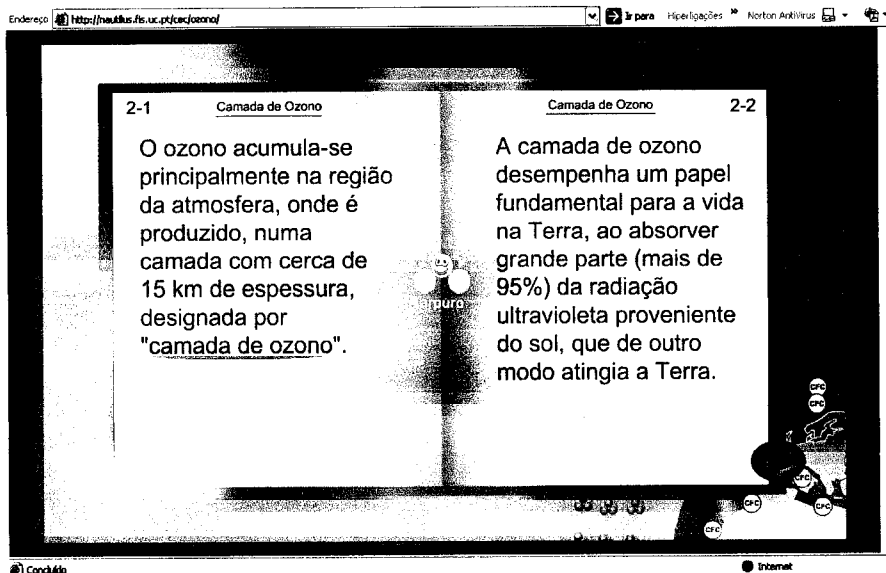 Endereço http://nautilus.fis.uc.pt/cec/ozono/ Ir para Hiperligações » Norton AntiVirus
2-1 Camada de Ozono
O ozono acumula-se
principalmente na região
da atmosfera, onde é
produzido, numa
camada com cerca de
15 km de espessura,
designada por
"camada de ozono".
Camada de Ozono 2-2
A camada de ozono
desempenha um papel
fundamental para a vida
na Terra, ao absorver
grande parte (mais de
95%) da radiação
ultravioleta proveniente
do sol, que de outro
modo atingia a Terra.
CFC
CFC
CFC
CFC
CFC
CFC
Concluído Internet